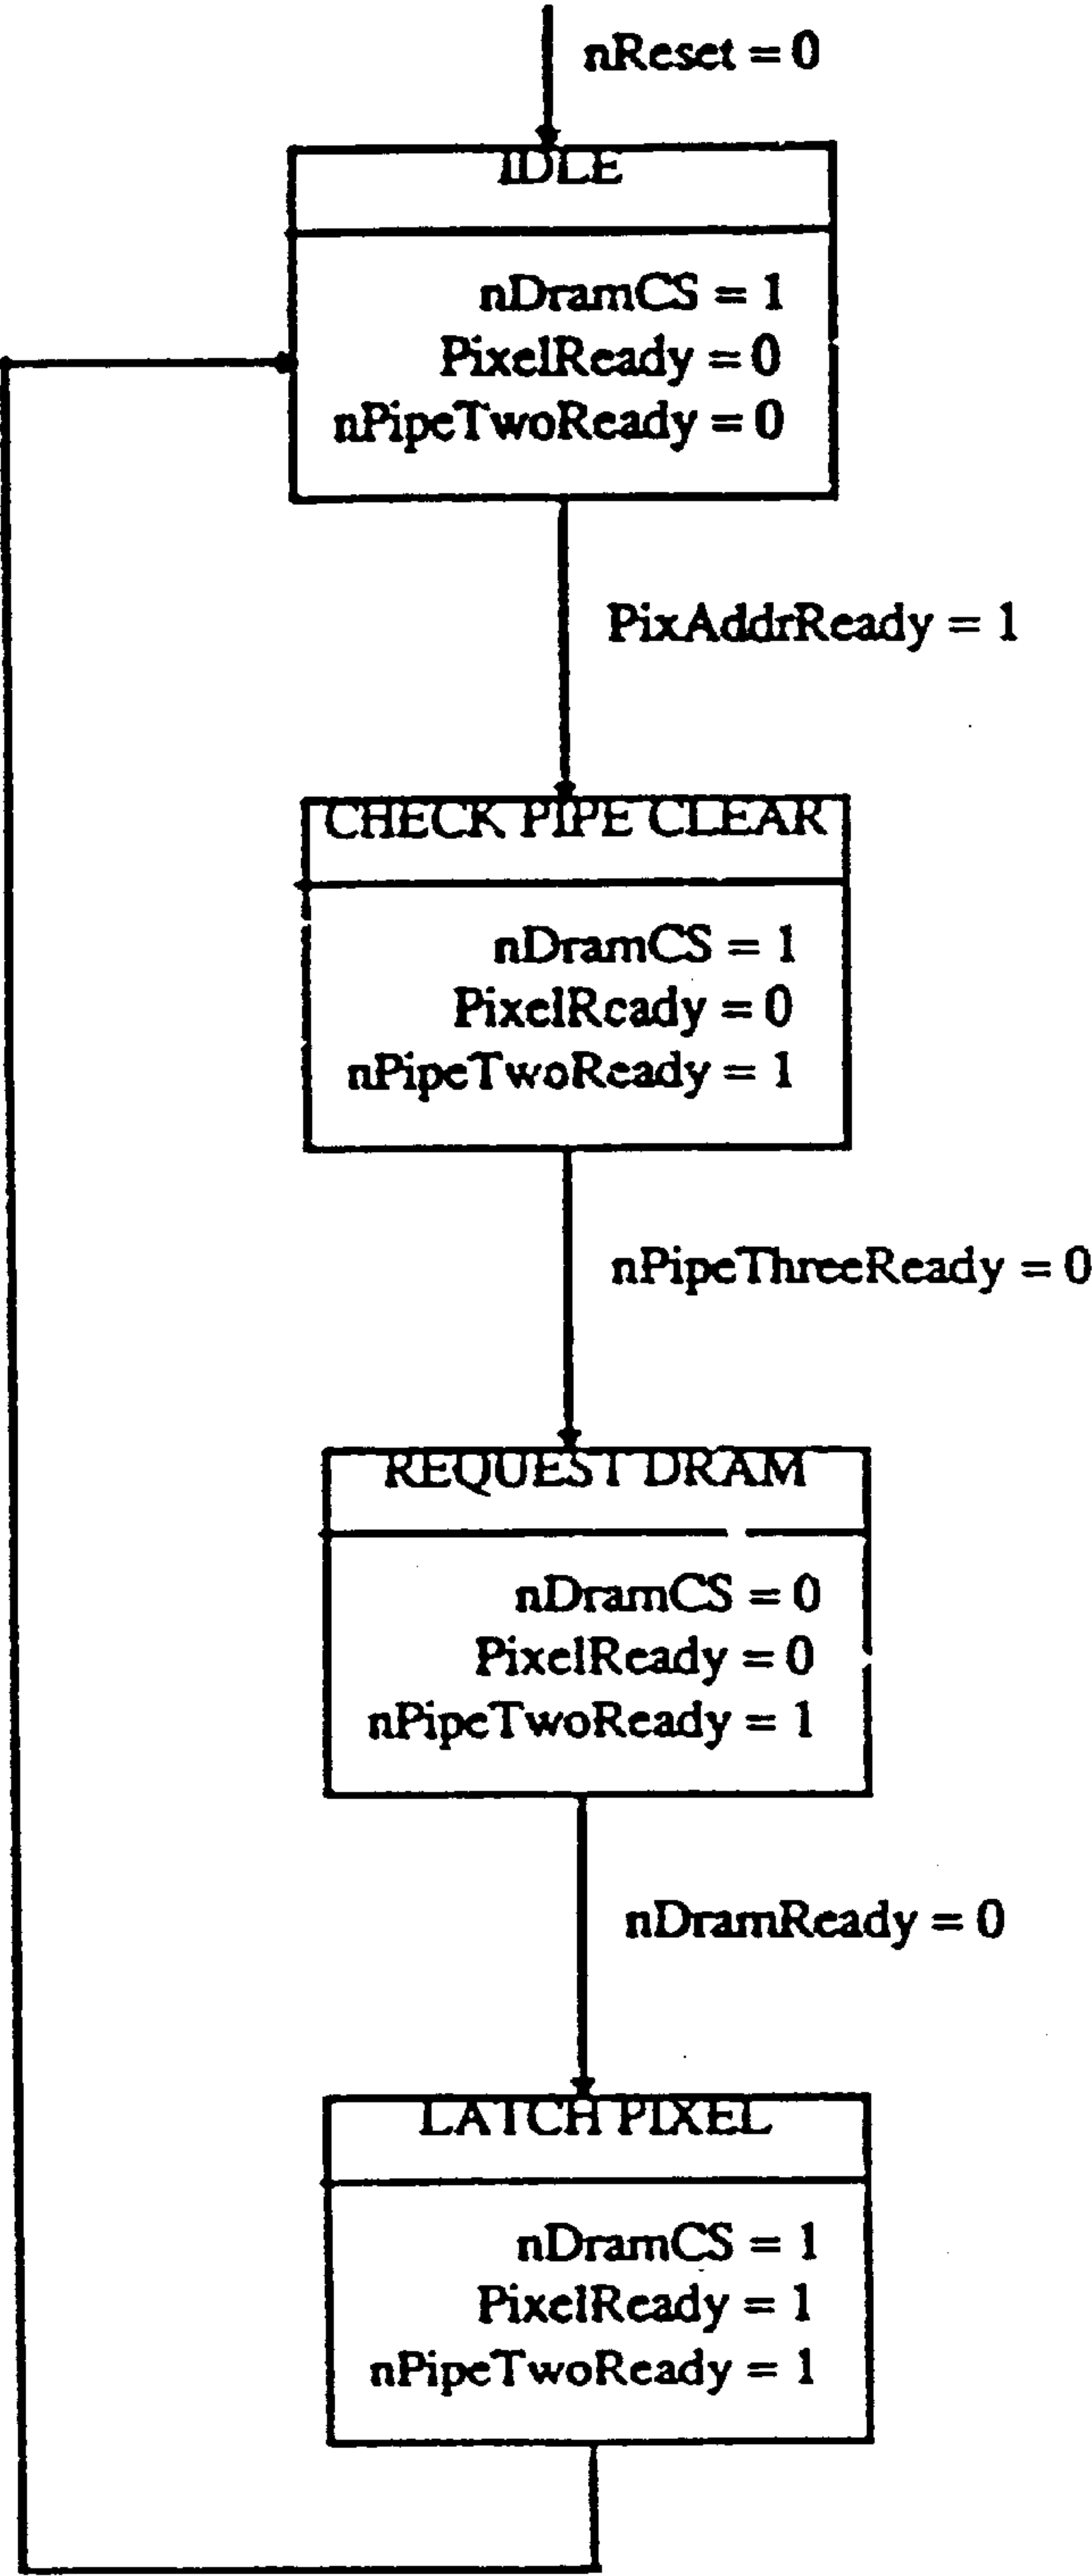 nReset = 0
IDLE
nDramCS = 1
PixelReady = 0
nPipeTwoReady = 0
PixAddrReady = 1
CHECK PIPE CLEAR
nDramCS = 1
PixelReady = 0
nPipeTwoReady = 1
nPipeThreeReady = 0
REQUEST DRAM
nDramCS = 0
PixelReady = 0
nPipeTwoReady = 1
nDramReady = 0
LATCH PIXEL
nDramCS = 1
PixelReady = 1
nPipeTwoReady = 1